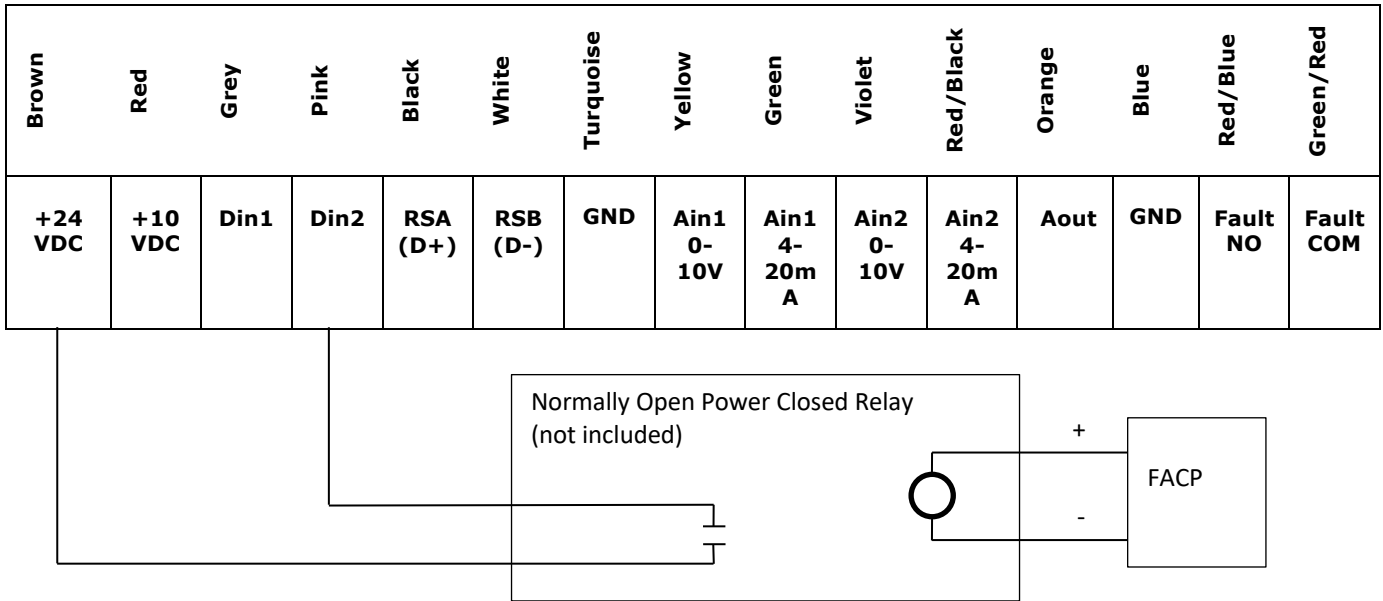 Brown
Red
Grey
Pink
Black
White
Turquoise
Yellow
Green
Violet
Red/Black
Orange
Blue
Red/Blue
Green/Red
+24
VDC
+10
VDC
Din1
Din2
RSA
(D+)
RSB
(D-)
GND
Ain1
0-
10V
Ain1
4-
20m
A
Ain2
0-
10V
Ain2
4-
20m
A
Aout
GND
Fault
NO
Fault
COM
Normally Open Power Closed Relay
(not included)
+
FACP
-